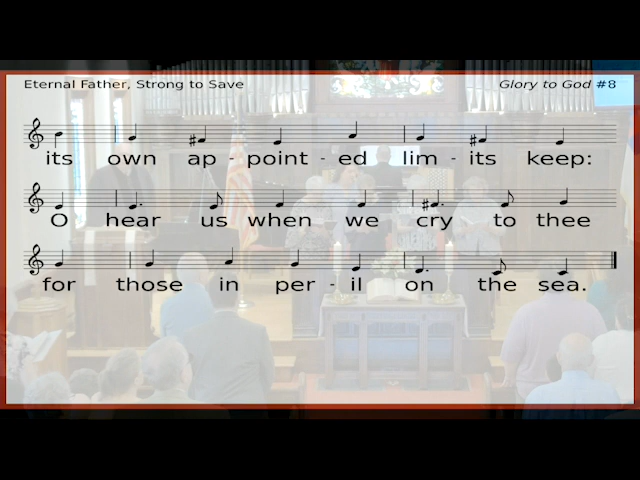 Eternal Father, Strong to Save
Glory to God #8
its own ap - point - ed lim - its keep:
O hear us when we cry to thee
for those in per - il on the sea.